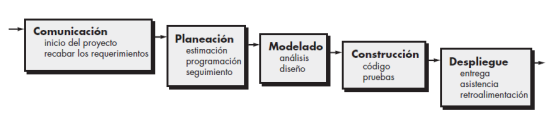 Comunicación
inicio del proyecto
recabar los requerimientos
Planeación
estimación
programación
seguimiento
Modelado
análisis
diseño
Construcción
código
pruebas
Despliegue
entrega
asistencia
retroalimentación